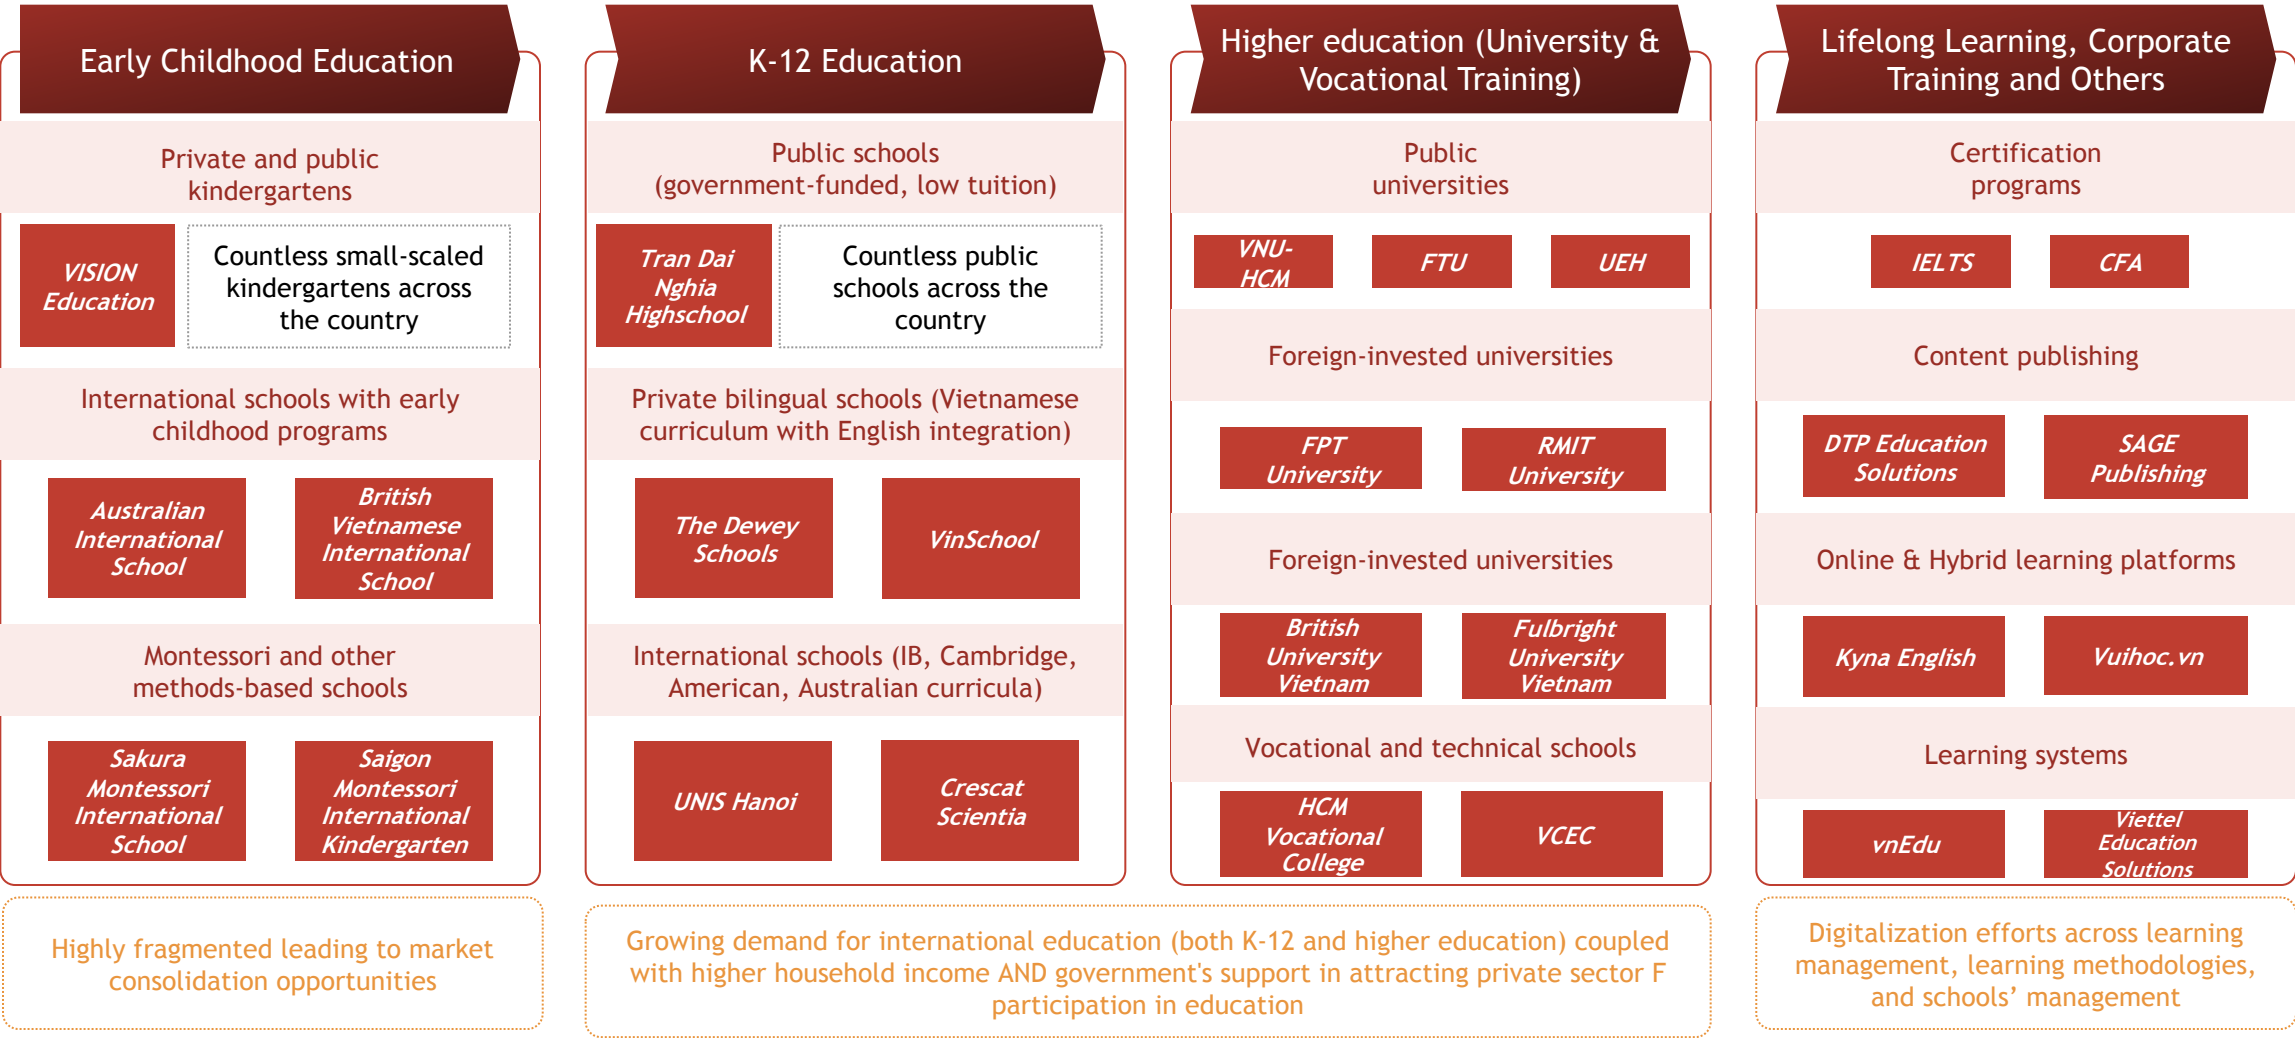 Early Childhood Education
Private and public
kindergartens
VISION
Education
Countless small-scaled
kindergartens across
the country
International schools with early
childhood programs
Australian
International
School
British
Vietnamese
International
School
Montessori and other
methods-based schools
Sakura
Montessori
International
School
Saigon
Montessori
International
Kindergarten
Highly fragmented leading to market
consolidation opportunities
K-12 Education
Public schools
(government-funded, low tuition)
Tran Dai
Nghia
Highschool
Countless public
schools across the
country
Private bilingual schools (Vietnamese
curriculum with English integration)
The Dewey
Schools
VinSchool
International schools (IB, Cambridge,
American, Australian curricula)
UNIS Hanoi
Crescat
Scientia
Higher education (University &
Vocational Training)
Public
universities
VNU-
HCM
FTU
UEH
Foreign-invested universities
FPT
University
RMIT
University
Foreign-invested universities
British
University
Vietnam
Fulbright
University
Vietnam
Vocational and technical schools
HCM
Vocational
College
VCEC
Growing demand for international education (both K-12 and higher education) coupled
with higher household income AND government's support in attracting private sector F
participation in education
Lifelong Learning, Corporate
Training and Others
Certification
programs
IELTS
CFA
Content publishing
DTP Education
Solutions
SAGE
Publishing
Online & Hybrid learning platforms
Kyna English
Vuihoc.vn
Learning systems
vnEdu
Viettel
Education
Solutions
Digitalization efforts across learning
management, learning methodologies,
and schools’ management